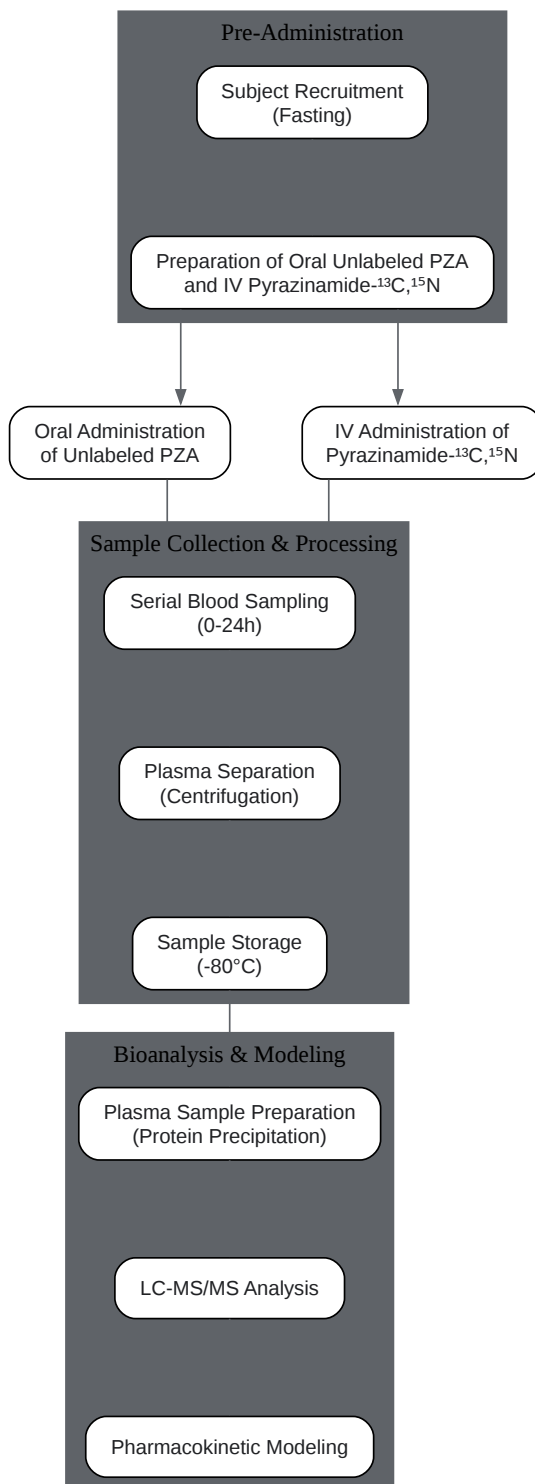 Pre-Administration
Subject Recruitment
(Fasting)
Preparation of Oral Unlabeled PZA
and IV Pyrazinamide-¹³C,¹⁵N
Oral Administration
of Unlabeled PZA
IV Administration of
Pyrazinamide-¹³C,¹⁵N
Sample Collection & Processing
Serial Blood Sampling
(0-24h)
Plasma Separation
(Centrifugation)
Sample Storage
(-80°C)
Bioanalysis & Modeling
Plasma Sample Preparation
(Protein Precipitation)
LC-MS/MS Analysis
Pharmacokinetic Modeling